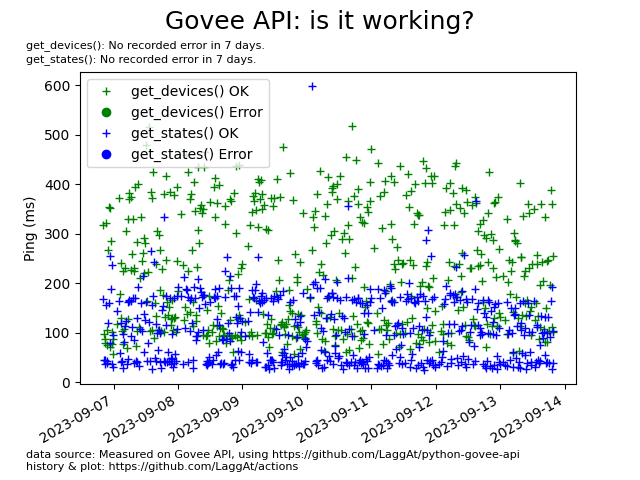 Govee API: is it working?
get_devices(): No recorded error in 7 days.
get_states(): No recorded error in 7 days.
get_devices() OK
get_devices() Error
get_states() OK
get_states() Error
600
500
400
300
200
100
0
Ping (ms)
2023-09-07
2023-09-08
2023-09-09
2023-09-10
2023-09-11
2023-09-12
2023-09-13
2023-09-14
data source: Measured on Govee API, using https://github.com/LaggAt/python-govee-api
history & plot: https://github.com/LaggAt/actions